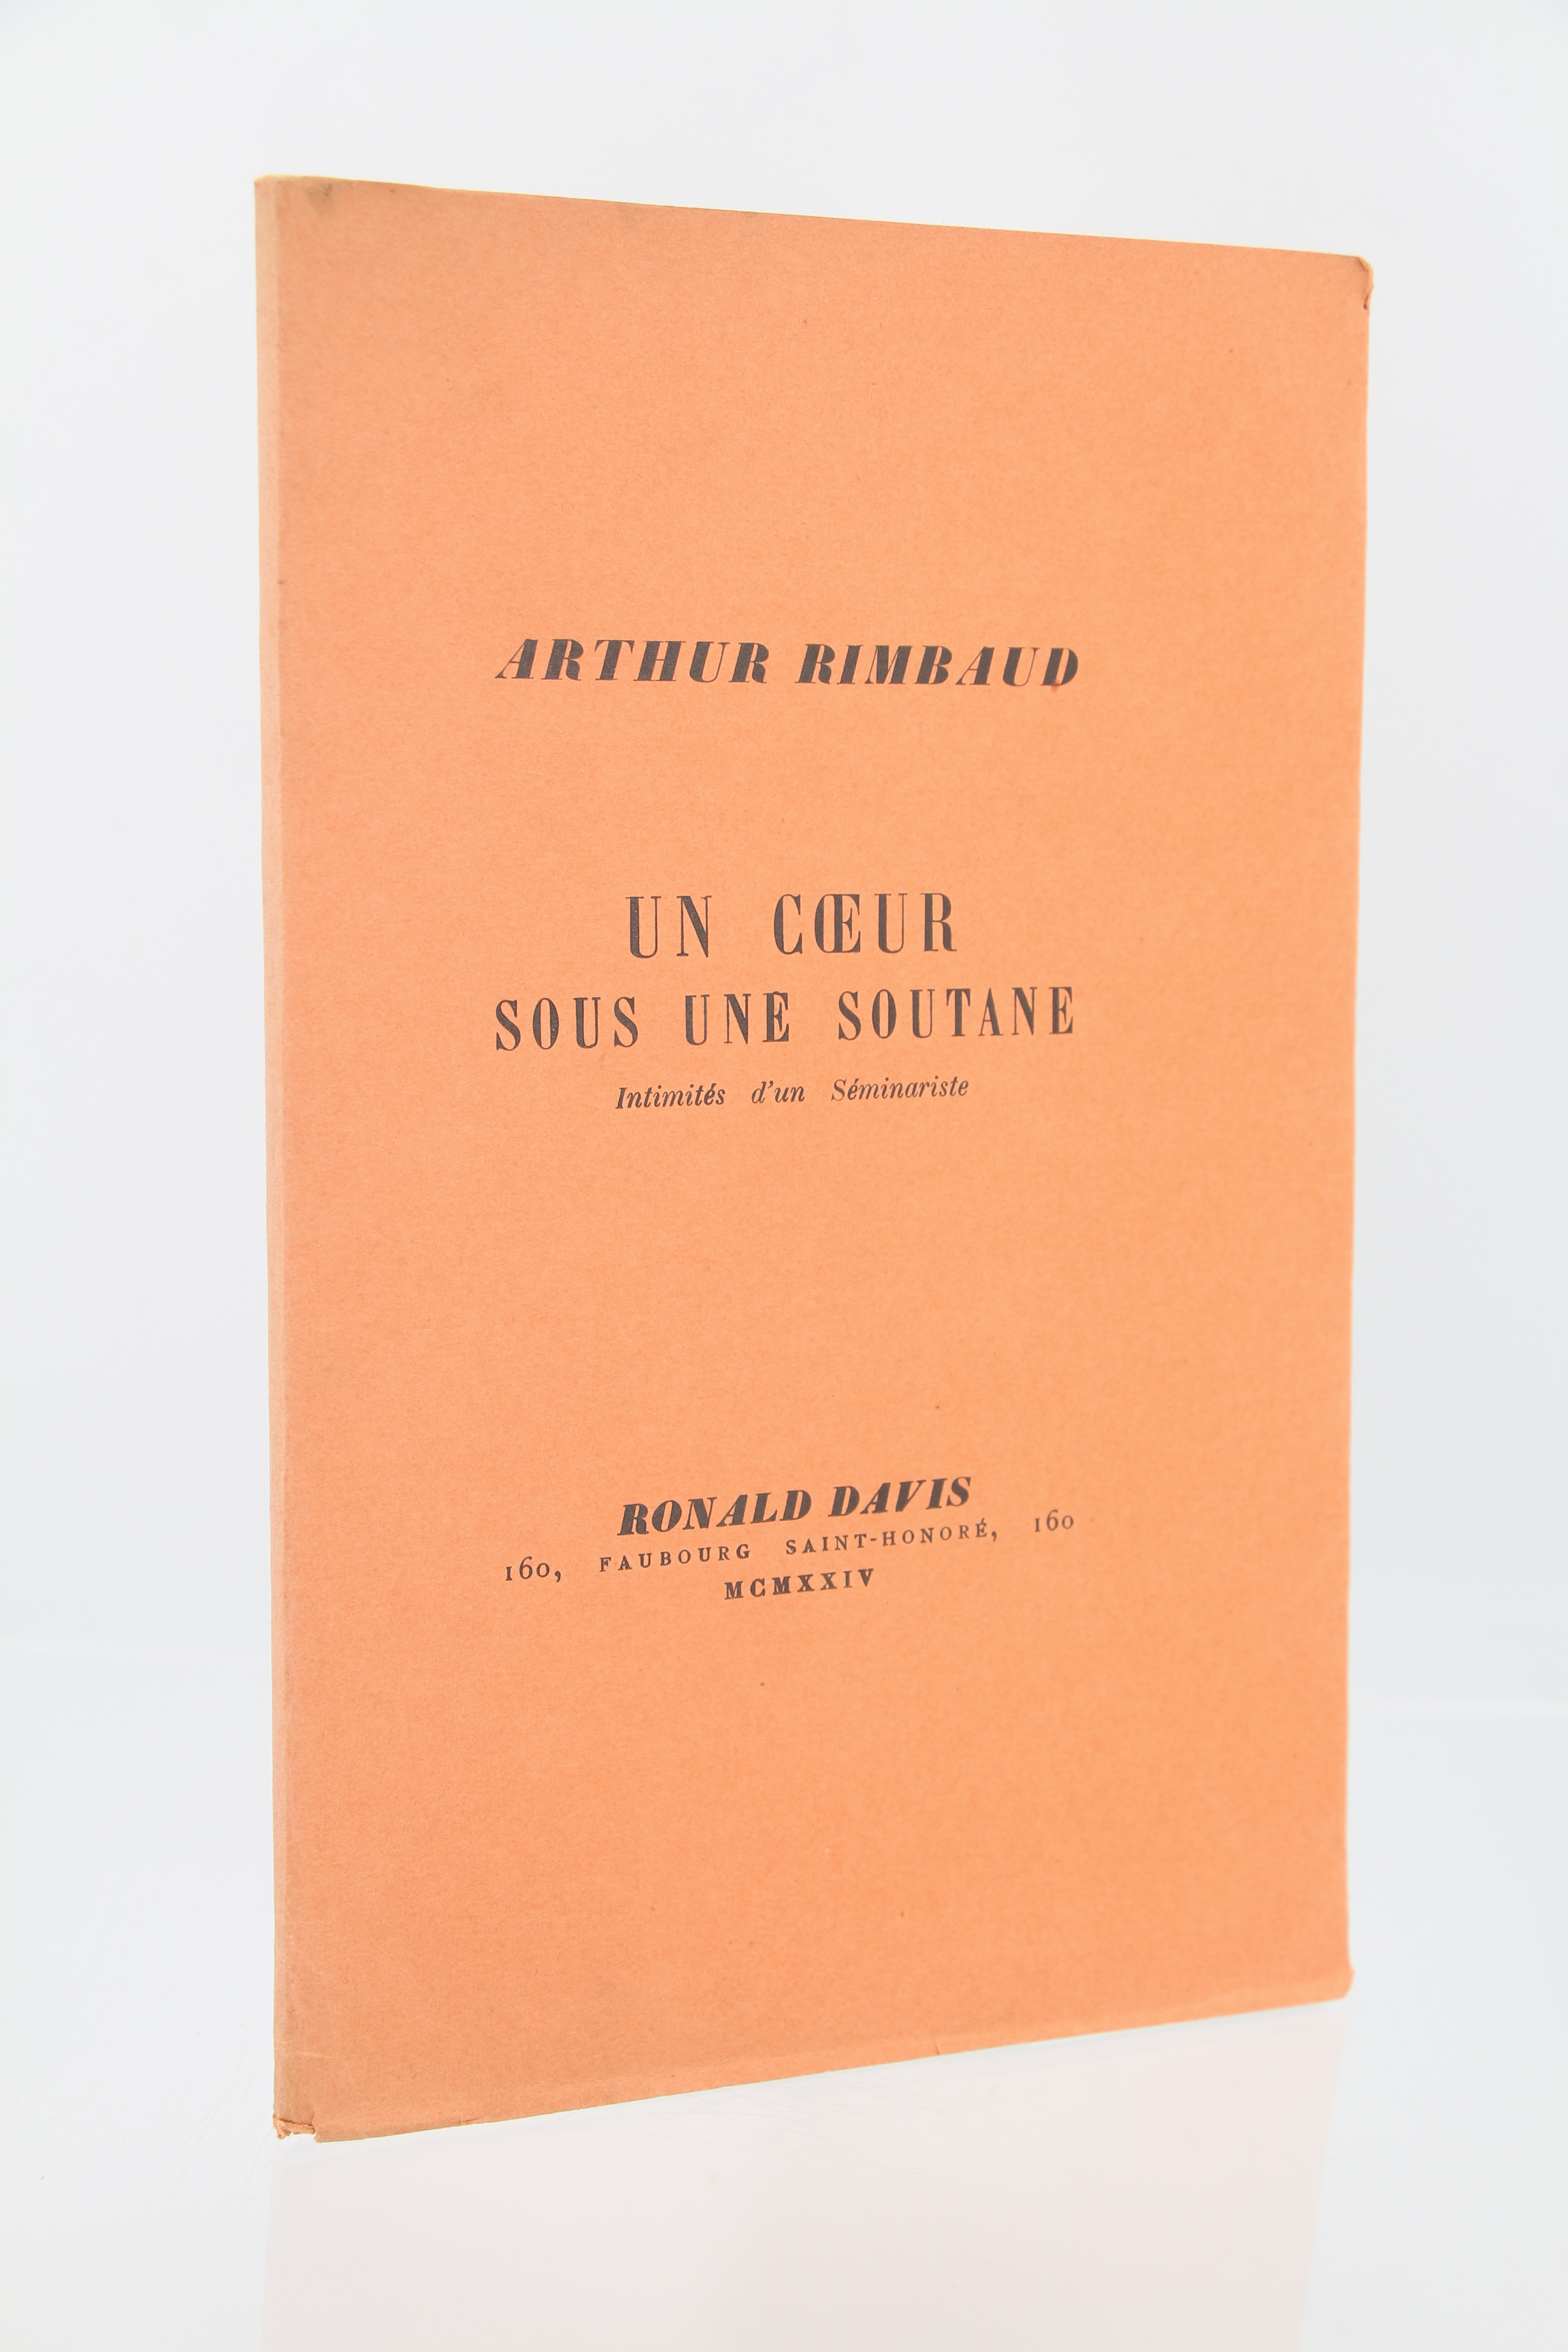 ARTHUR RIMBAUD
UN CŒUR
SOUS UNE SOUTANE
Intimités d'un Séminariste
RONALD DAVIS
160, FAUBOURG SAINT-HONORÉ, 160
MCMXXIV